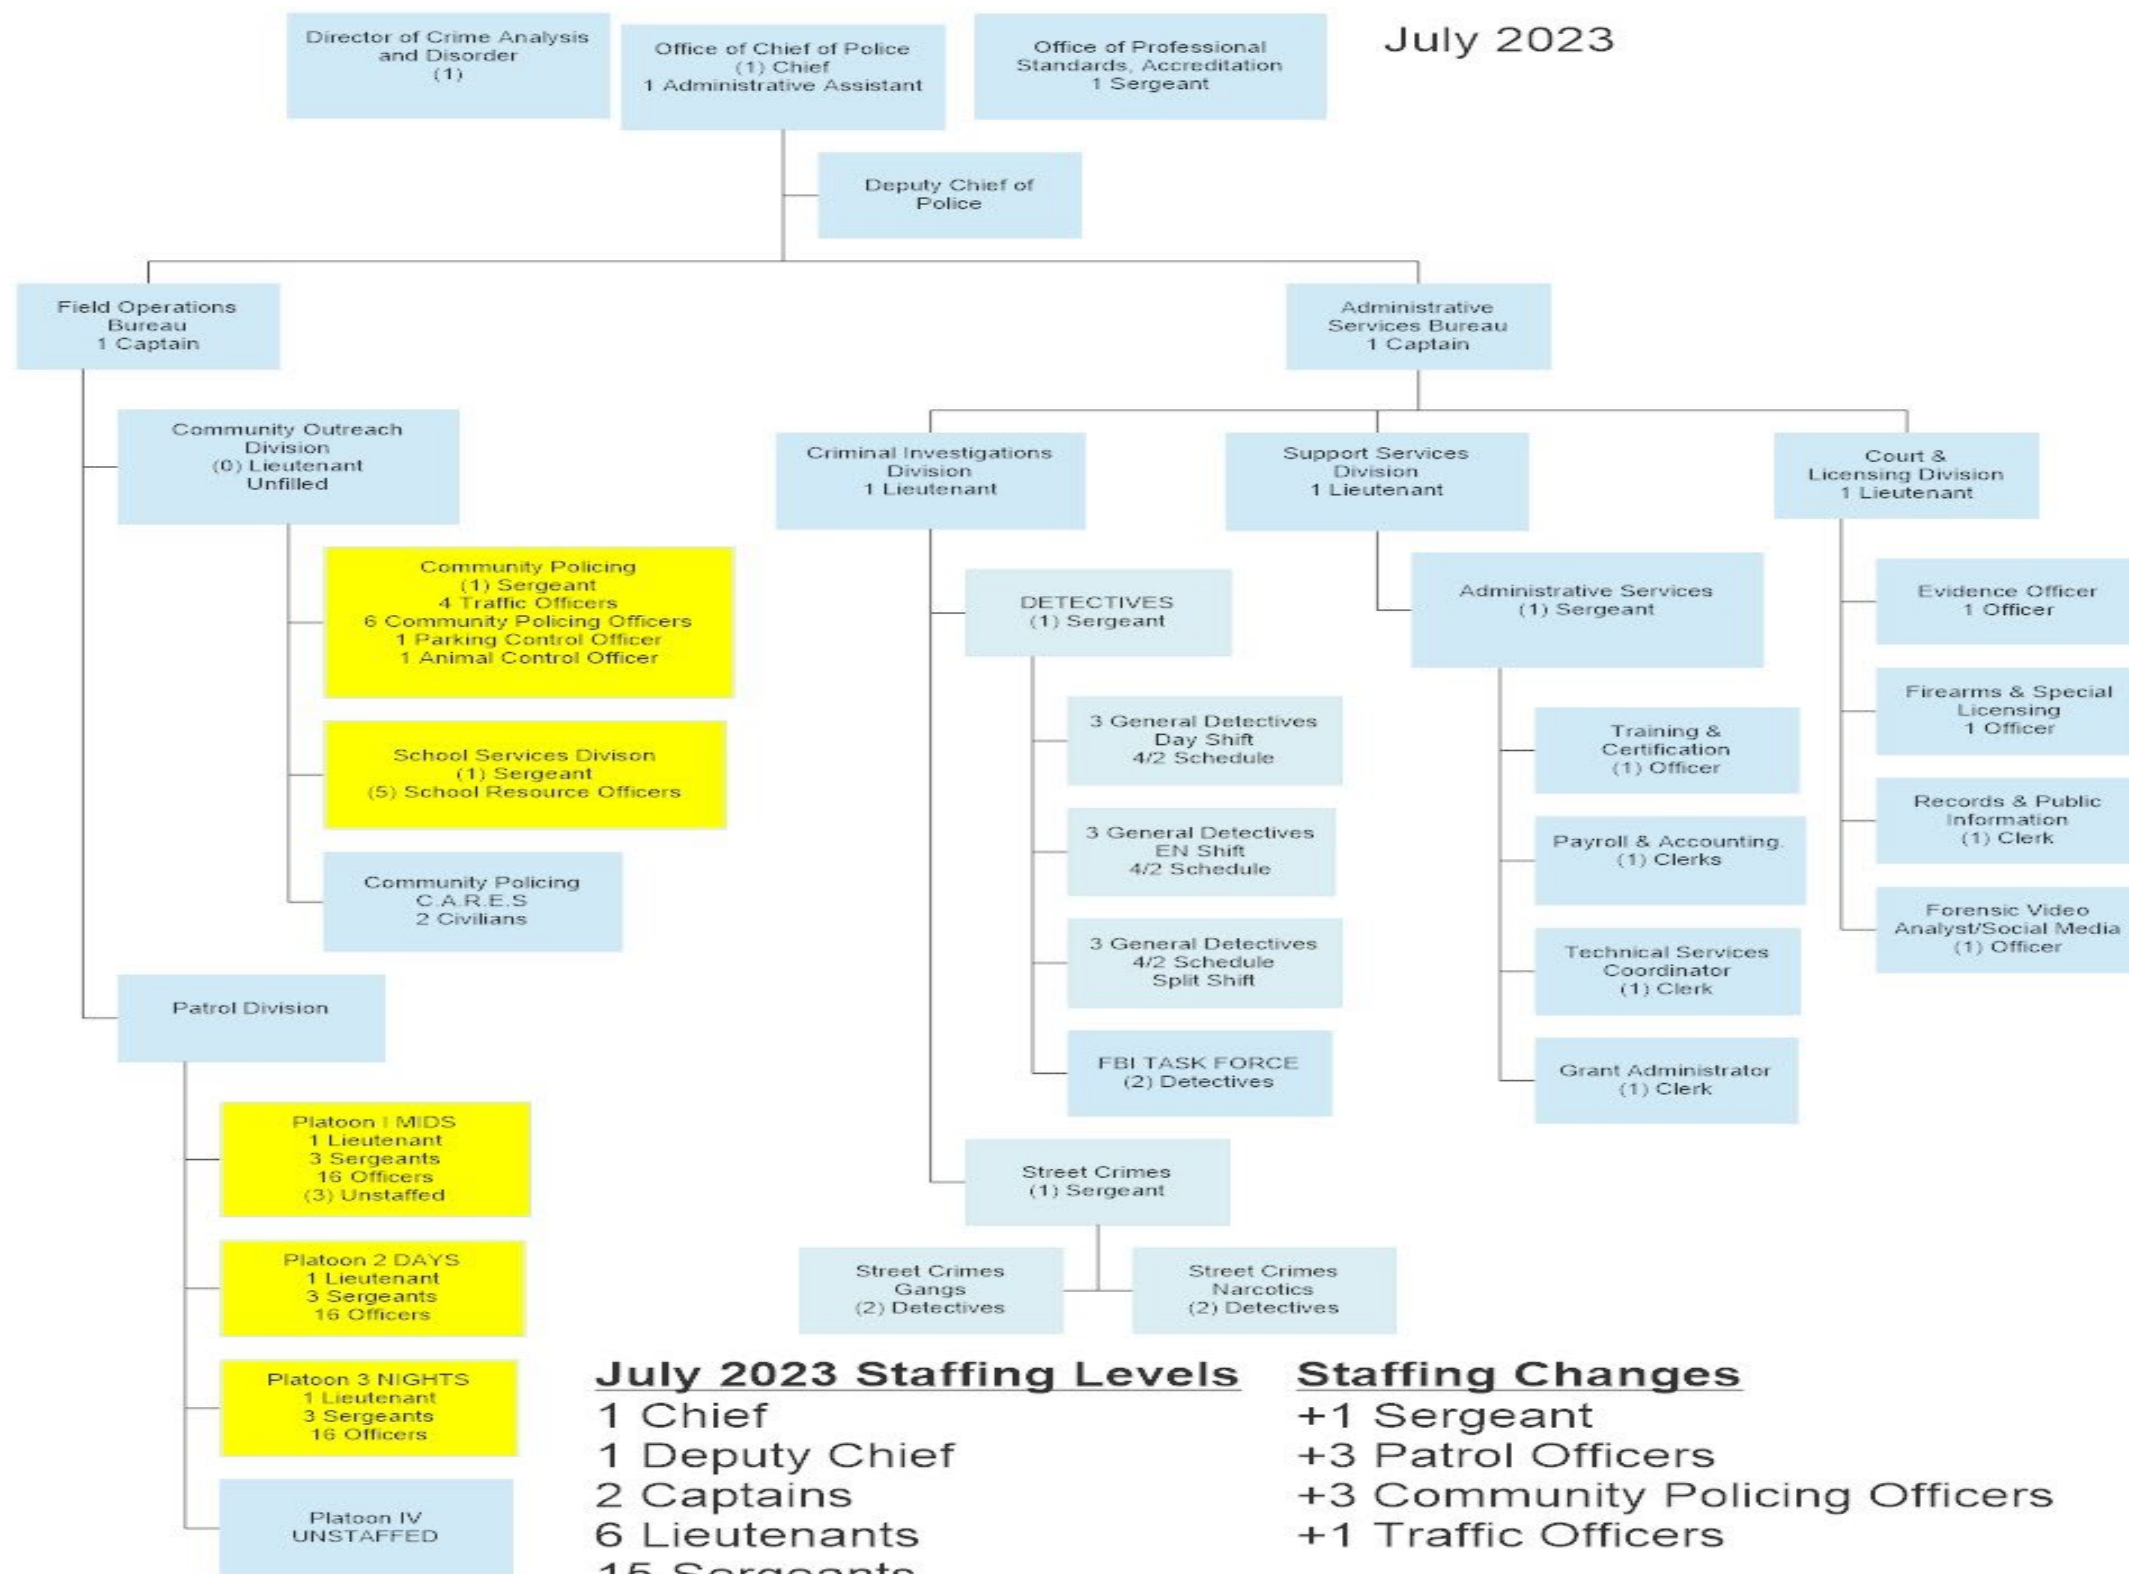 July 2023
Director of Crime Analysis
and Disorder
(1)
Office of Chief of Police
(1) Chief
1 Administrative Assistant
Office of Professional
Standards, Accreditation
1 Sergeant
Deputy Chief of
Police
Field Operations
Bureau
1 Captain
Administrative
Services Bureau
1 Captain
Community Outreach
Division
(0) Lieutenant
Unfilled
Community Policing
(1) Sergeant
4 Traffic Officers
6 Community Policing Officers
1 Parking Control Officer
1 Animal Control Officer
School Services Divison
(1) Sergeant
(5) School Resource Officers
Community Policing
C.A.R.E.S
2 Civilians
Patrol Division
Platoon I MIDS
1 Lieutenant
3 Sergeants
16 Officers
(3) Unstaffed
Platoon 2 DAYS
1 Lieutenant
3 Sergeants
16 Officers
Platoon 3 NIGHTS
1 Lieutenant
3 Sergeants
16 Officers
Platoon IV
UNSTAFFED
Criminal Investigations
Division
1 Lieutenant
DETECTIVES
(1) Sergeant
3 General Detectives
Day Shift
4/2 Schedule
3 General Detectives
EN Shift
4/2 Schedule
3 General Detectives
4/2 Schedule
Split Shift
FBI TASK FORCE
(2) Detectives
Street Crimes
(1) Sergeant
Street Crimes
Gangs
(2) Detectives
Street Crimes
Narcotics
(2) Detectives
Support Services
Division
1 Lieutenant
Administrative Services
(1) Sergeant
Training &
Certification
(1) Officer
Payroll & Accounting.
(1) Clerks
Technical Services
Coordinator
(1) Clerk
Grant Administrator
(1) Clerk
Court &
Licensing Division
1 Lieutenant
Evidence Officer
1 Officer
Firearms & Special
Licensing
1 Officer
Records & Public
Information
(1) Clerk
Forensic Video
Analyst/Social Media
(1) Officer
July 2023 Staffing Levels
1 Chief
1 Deputy Chief
2 Captains
6 Lieutenants
15 Sergeants
Staffing Changes
+1 Sergeant
+3 Patrol Officers
+3 Community Policing Officers
+1 Traffic Officers